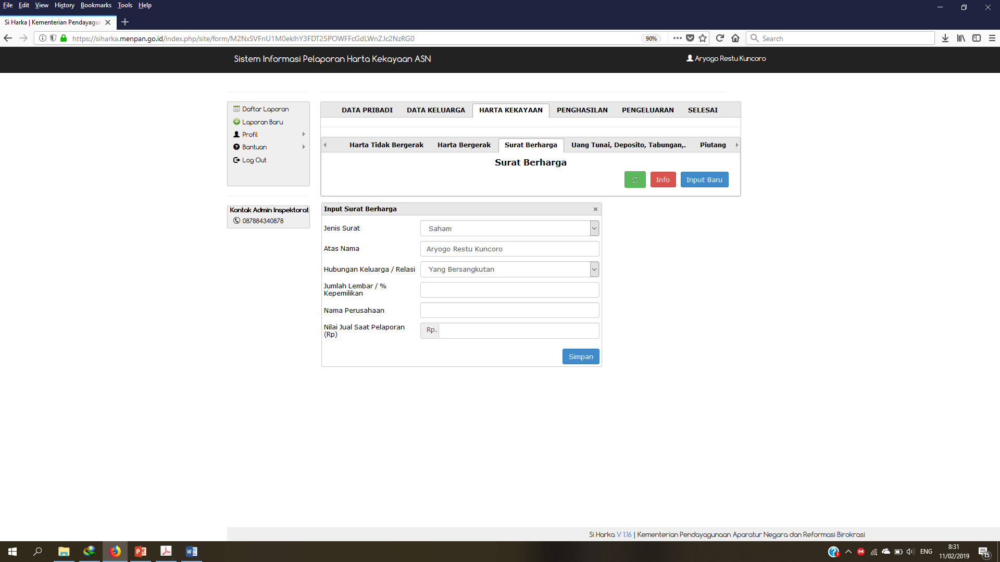 File Edit View History Bookmarks Tools Help
Si Harka | Kementerian Pendayagun
https://siharka.menpan.go.id/index.php/site/form/M2NxSVFnU1M0eklhY3FDT25POWFFcGdLWnZJc2NzRG0
90%
Search
Sistem Informasi Pelaporan Harta Kekayaan ASN
Aryogo Restu Kuncoro
Daftar Laporan
Laporan Baru
Profil
Bantuan
Log Out
Kontak Admin Inspektorat
087884340878
DATA PRIBADI DATA KELUARGA HARTA KEKAYAAN PENGHASILAN PENGELUARAN SELESAI
Harta Tidak Bergerak Harta Bergerak Surat Berharga Uang Tunai, Deposito, Tabungan,. Piutang
Surat Berharga
Info Input Baru
Input Surat Berharga
Jenis Surat Saham
Atas Nama Aryogo Restu Kuncoro
Hubungan Keluarga / Relasi Yang Bersangkutan
Jumlah Lembar / %
Kepemilikan
Nama Perusahaan
Nilai Jual Saat Pelaporan
(Rp)
Rp.
Simpan
Si Harka V 1.16 | Kementerian Pendayagunaan Aparatur Negara dan Reformasi Birokrasi
ENG
8:31
11/02/2019
15